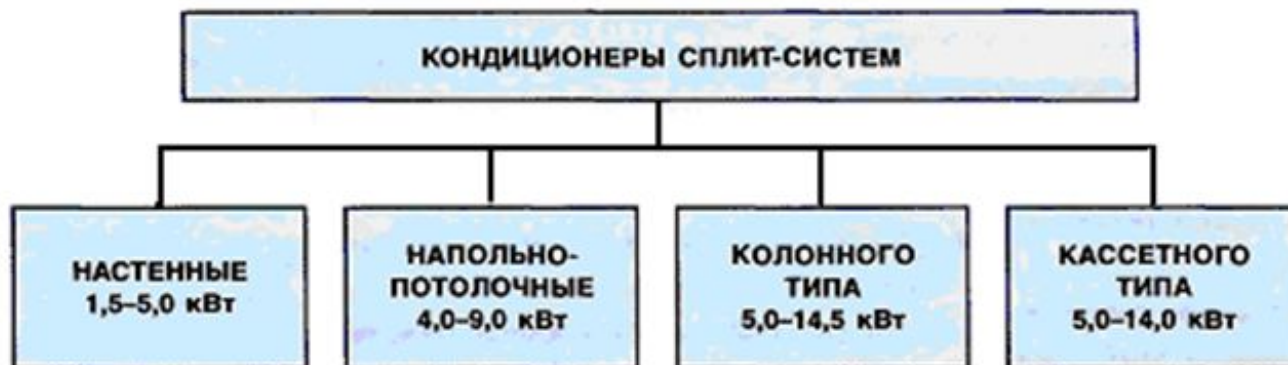 КОНДИЦИОНЕРЫ СПЛИТ-СИСТЕМ
НАСТЕННЫЕ
1,5–5,0 кВт
НАПОЛЬНО-
ПОТОЛОЧНЫЕ
4,0–9,0 кВт
КОЛОННОГО
ТИПА
5,0–14,5 кВт
КАССЕТНОГО
ТИПА
5,0–14,0 кВт